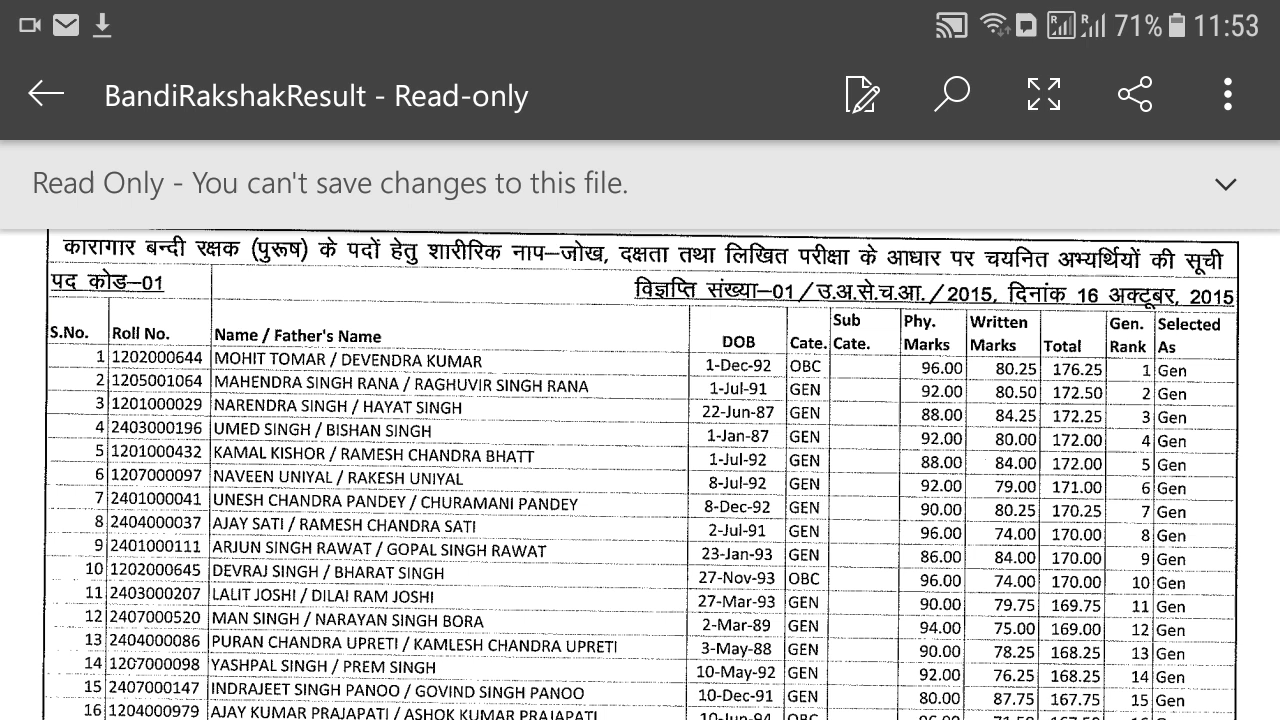 71% 11:53
BandiRakshakResult - Read-only
Read Only - You can't save changes to this file.
कारागार बन्दी रक्षक (पुरूष) के पदों हेतु शारीरिक नाप–जोख, दक्षता तथा लिखित परीक्षा के आधार पर चयनित अभ्यर्थियों की सूची
पद कोड–01 विज्ञप्ति संख्या–01/उ.अ.से.च.आ./2015, दिनांक 16 अक्टूबर, 2015
S.No. Roll No. Name / Father's Name DOB Cate. Sub Cate. Phy. Marks Written Marks Total Gen. Rank Selected As
1 1202000644 MOHIT TOMAR / DEVENDRA KUMAR 1-Dec-92 OBC 96.00 80.25 176.25 1 Gen
2 1205001064 MAHENDRA SINGH RANA / RAGHUVIR SINGH RANA 1-Jul-91 GEN 92.00 80.50 172.50 2 Gen
3 1201000029 NARENDRA SINGH / HAYAT SINGH 22-Jun-87 GEN 88.00 84.25 172.25 3 Gen
4 2403000196 UMED SINGH / BISHAN SINGH 1-Jan-87 GEN 92.00 80.00 172.00 4 Gen
5 1201000432 KAMAL KISHOR / RAMESH CHANDRA BHATT 1-Jul-92 GEN 88.00 84.00 172.00 5 Gen
6 1207000097 NAVEEN UNIYAL / RAKESH UNIYAL 8-Jul-92 GEN 92.00 79.00 171.00 6 Gen
7 2401000041 UNESH CHANDRA PANDEY / CHURAMANI PANDEY 8-Dec-92 GEN 90.00 80.25 170.25 7 Gen
8 2404000037 AJAY SATI / RAMESH CHANDRA SATI 2-Jul-91 GEN 96.00 74.00 170.00 8 Gen
9 2401000111 ARJUN SINGH RAWAT / GOPAL SINGH RAWAT 23-Jan-93 GEN 86.00 84.00 170.00 9 Gen
10 1202000645 DEVRAJ SINGH / BHARAT SINGH 27-Nov-93 OBC 96.00 74.00 170.00 10 Gen
11 2403000207 LALIT JOSHI / DILAI RAM JOSHI 27-Mar-93 GEN 90.00 79.75 169.75 11 Gen
12 2407000520 MAN SINGH / NARAYAN SINGH BORA 2-Mar-89 GEN 94.00 75.00 169.00 12 Gen
13 2404000086 PURAN CHANDRA UPRETI / KAMLESH CHANDRA UPRETI 3-May-88 GEN 90.00 78.25 168.25 13 Gen
14 1207000098 YASHPAL SINGH / PREM SINGH 10-May-92 GEN 92.00 76.25 168.25 14 Gen
15 2407000147 INDRAJEET SINGH PANOO / GOVIND SINGH PANOO 10-Dec-91 GEN 80.00 87.75 167.75 15 Gen
16 1204000979 AJAY KUMAR PRAJAPATI / ASHOK KUMAR PRAJAPATI 10-Jun-94 OBC